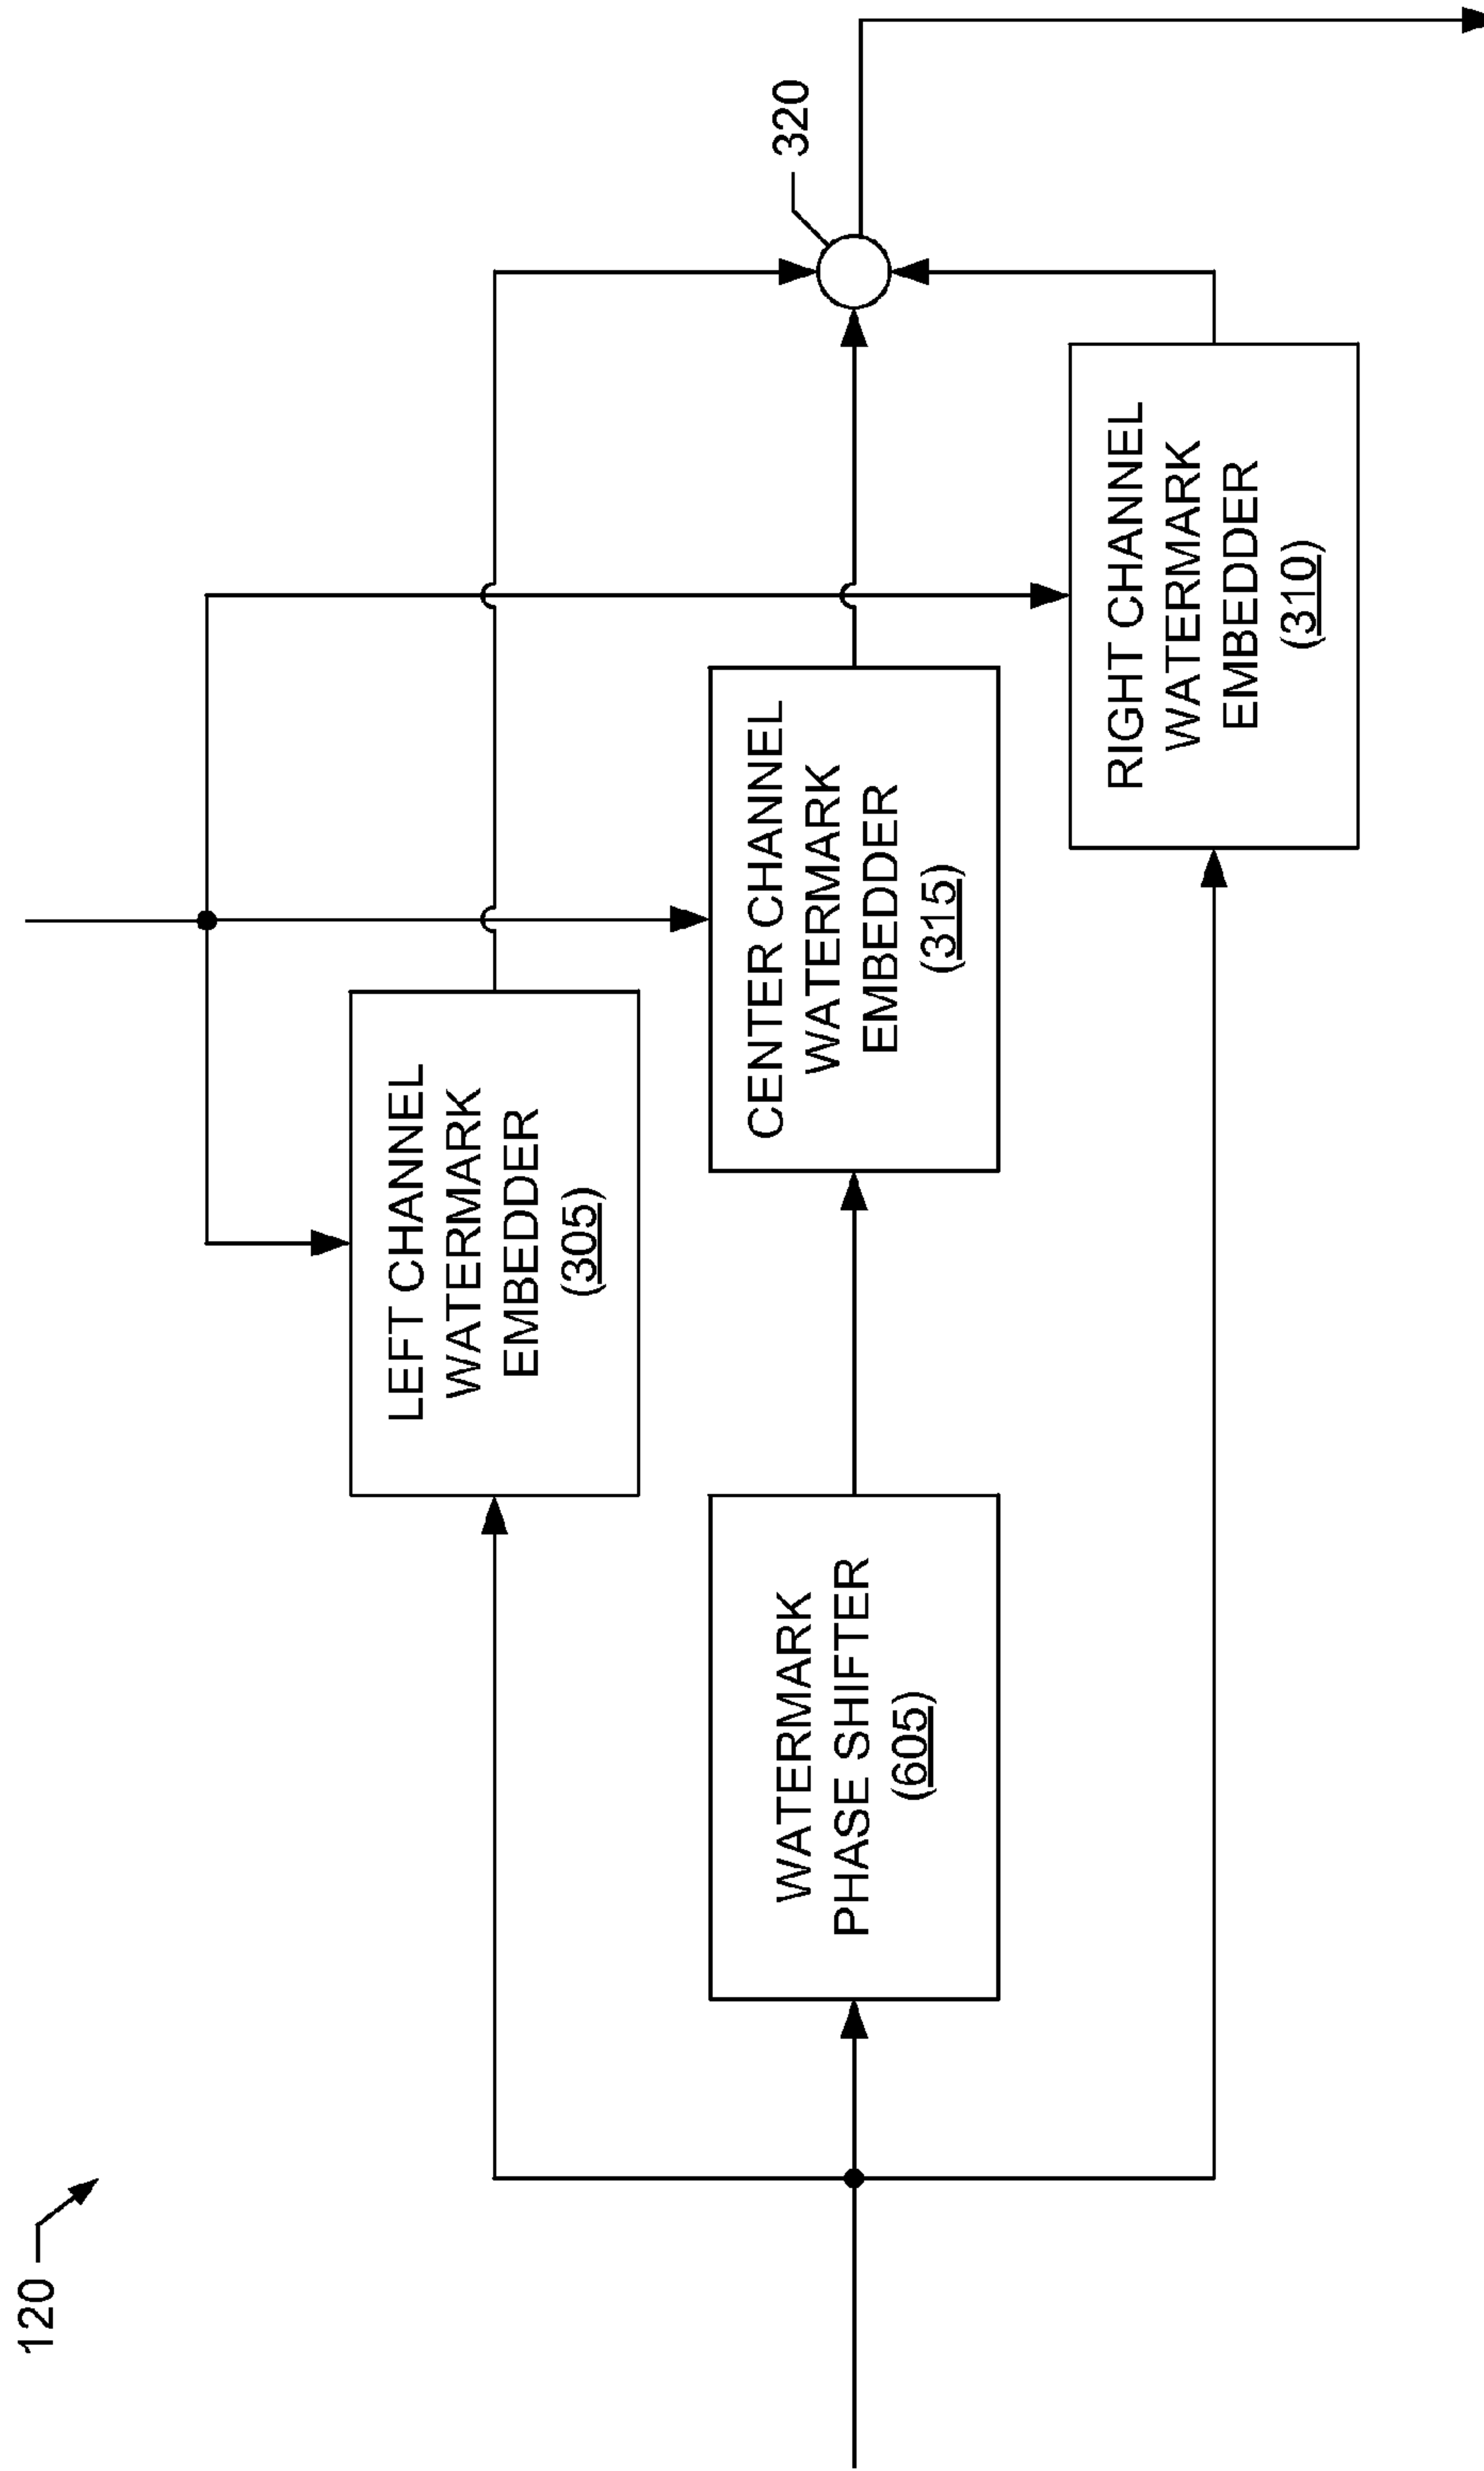 120
320
LEFT CHANNEL
WATERMARK
EMBEDDER
(305)
WATERMARK
PHASE SHIFTER
(605)
CENTER CHANNEL
WATERMARK
EMBEDDER
(315)
RIGHT CHANNEL
WATERMARK
EMBEDDER
(310)